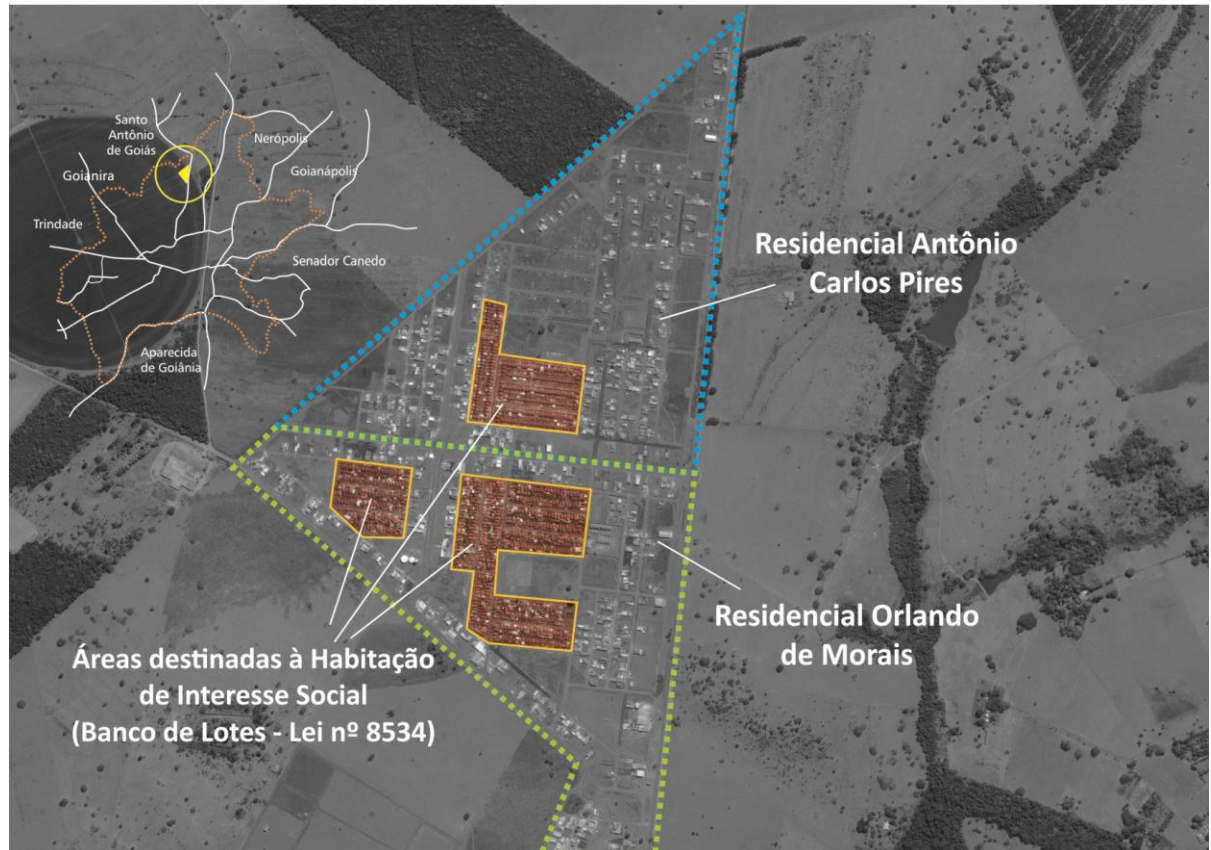 Santo
Antônio
de Goiás
Nerópolis
Goianira
Goianápolis
Trindade
Senador Canedo
Aparecida
de Goiânia
Residencial Antônio
Carlos Pires
Residencial Orlando
de Morais
Áreas destinadas à Habitação
de Interesse Social
(Banco de Lotes - Lei nº 8534)